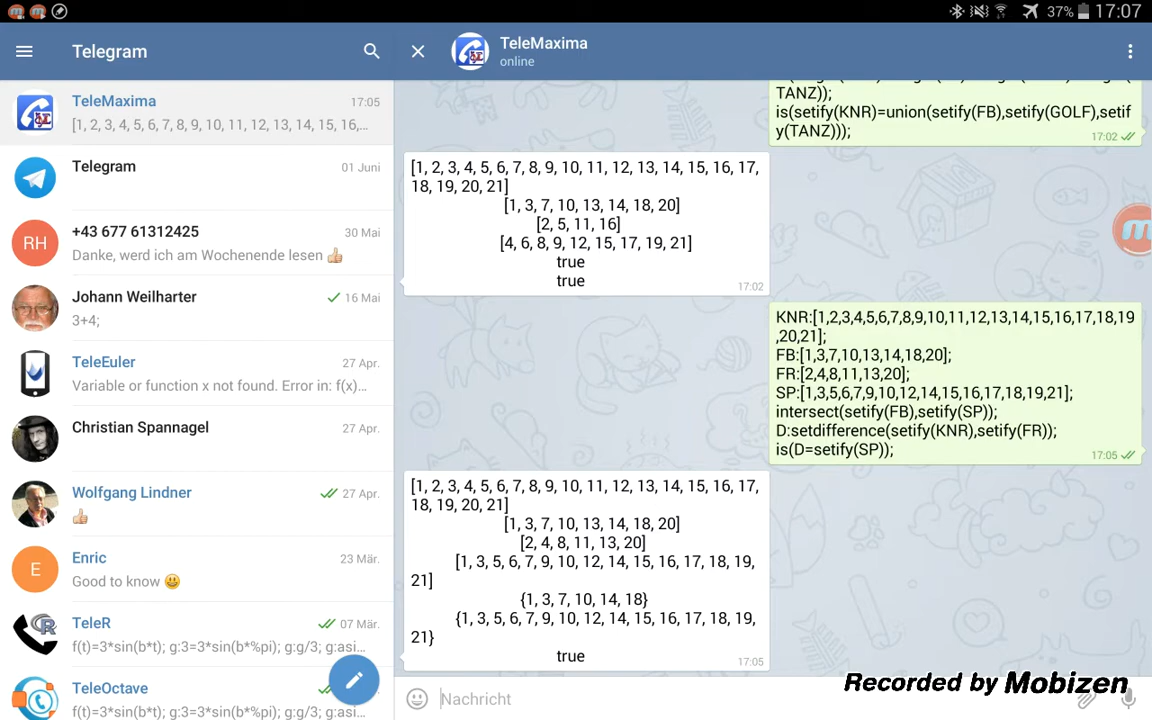 37% 17:07
Telegram
TeleMaxima
online
TeleMaxima 17:05
[1, 2, 3, 4, 5, 6, 7, 8, 9, 10, 11, 12, 13, 14, 15, 16,...
Telegram 01 Juni
RH
+43 677 61312425 30 Mai
Danke, werd ich am Wochenende lesen 👍
Johann Weilharter 16 Mai
3+4;
TeleEuler 27 Apr.
Variable or function x not found. Error in: f(x)...
Christian Spannagel 27 Apr.
Wolfgang Lindner 27 Apr.
👍
E
Enric 23 Mär.
Good to know 😃
TeleR 07 Mär.
f(t)=3*sin(b*t); g:3=3*sin(b*%pi); g:g/3; g:asi...
TeleOctave
f(t)=3*sin(b*t); g:3=3*sin(b*%pi); g:g/3; g:asi...
TANZ));
is(setify(KNR)=union(setify(FB),setify(GOLF),setif
y(TANZ)));
17:02
[1, 2, 3, 4, 5, 6, 7, 8, 9, 10, 11, 12, 13, 14, 15, 16, 17,
18, 19, 20, 21]
[1, 3, 7, 10, 13, 14, 18, 20]
[2, 5, 11, 16]
[4, 6, 8, 9, 12, 15, 17, 19, 21]
true
true
17:02
KNR:[1,2,3,4,5,6,7,8,9,10,11,12,13,14,15,16,17,18,19
,20,21];
FB:[1,3,7,10,13,14,18,20];
FR:[2,4,8,11,13,20];
SP:[1,3,5,6,7,9,10,12,14,15,16,17,18,19,21];
intersect(setify(FB),setify(SP));
D:setdifference(setify(KNR),setify(FR));
is(D=setify(SP));
17:05
[1, 2, 3, 4, 5, 6, 7, 8, 9, 10, 11, 12, 13, 14, 15, 16, 17,
18, 19, 20, 21]
[1, 3, 7, 10, 13, 14, 18, 20]
[2, 4, 8, 11, 13, 20]
[1, 3, 5, 6, 7, 9, 10, 12, 14, 15, 16, 17, 18, 19,
21]
{1, 3, 7, 10, 14, 18}
{1, 3, 5, 6, 7, 9, 10, 12, 14, 15, 16, 17, 18, 19,
21}
true
17:05
Nachricht
Recorded by Mobizen